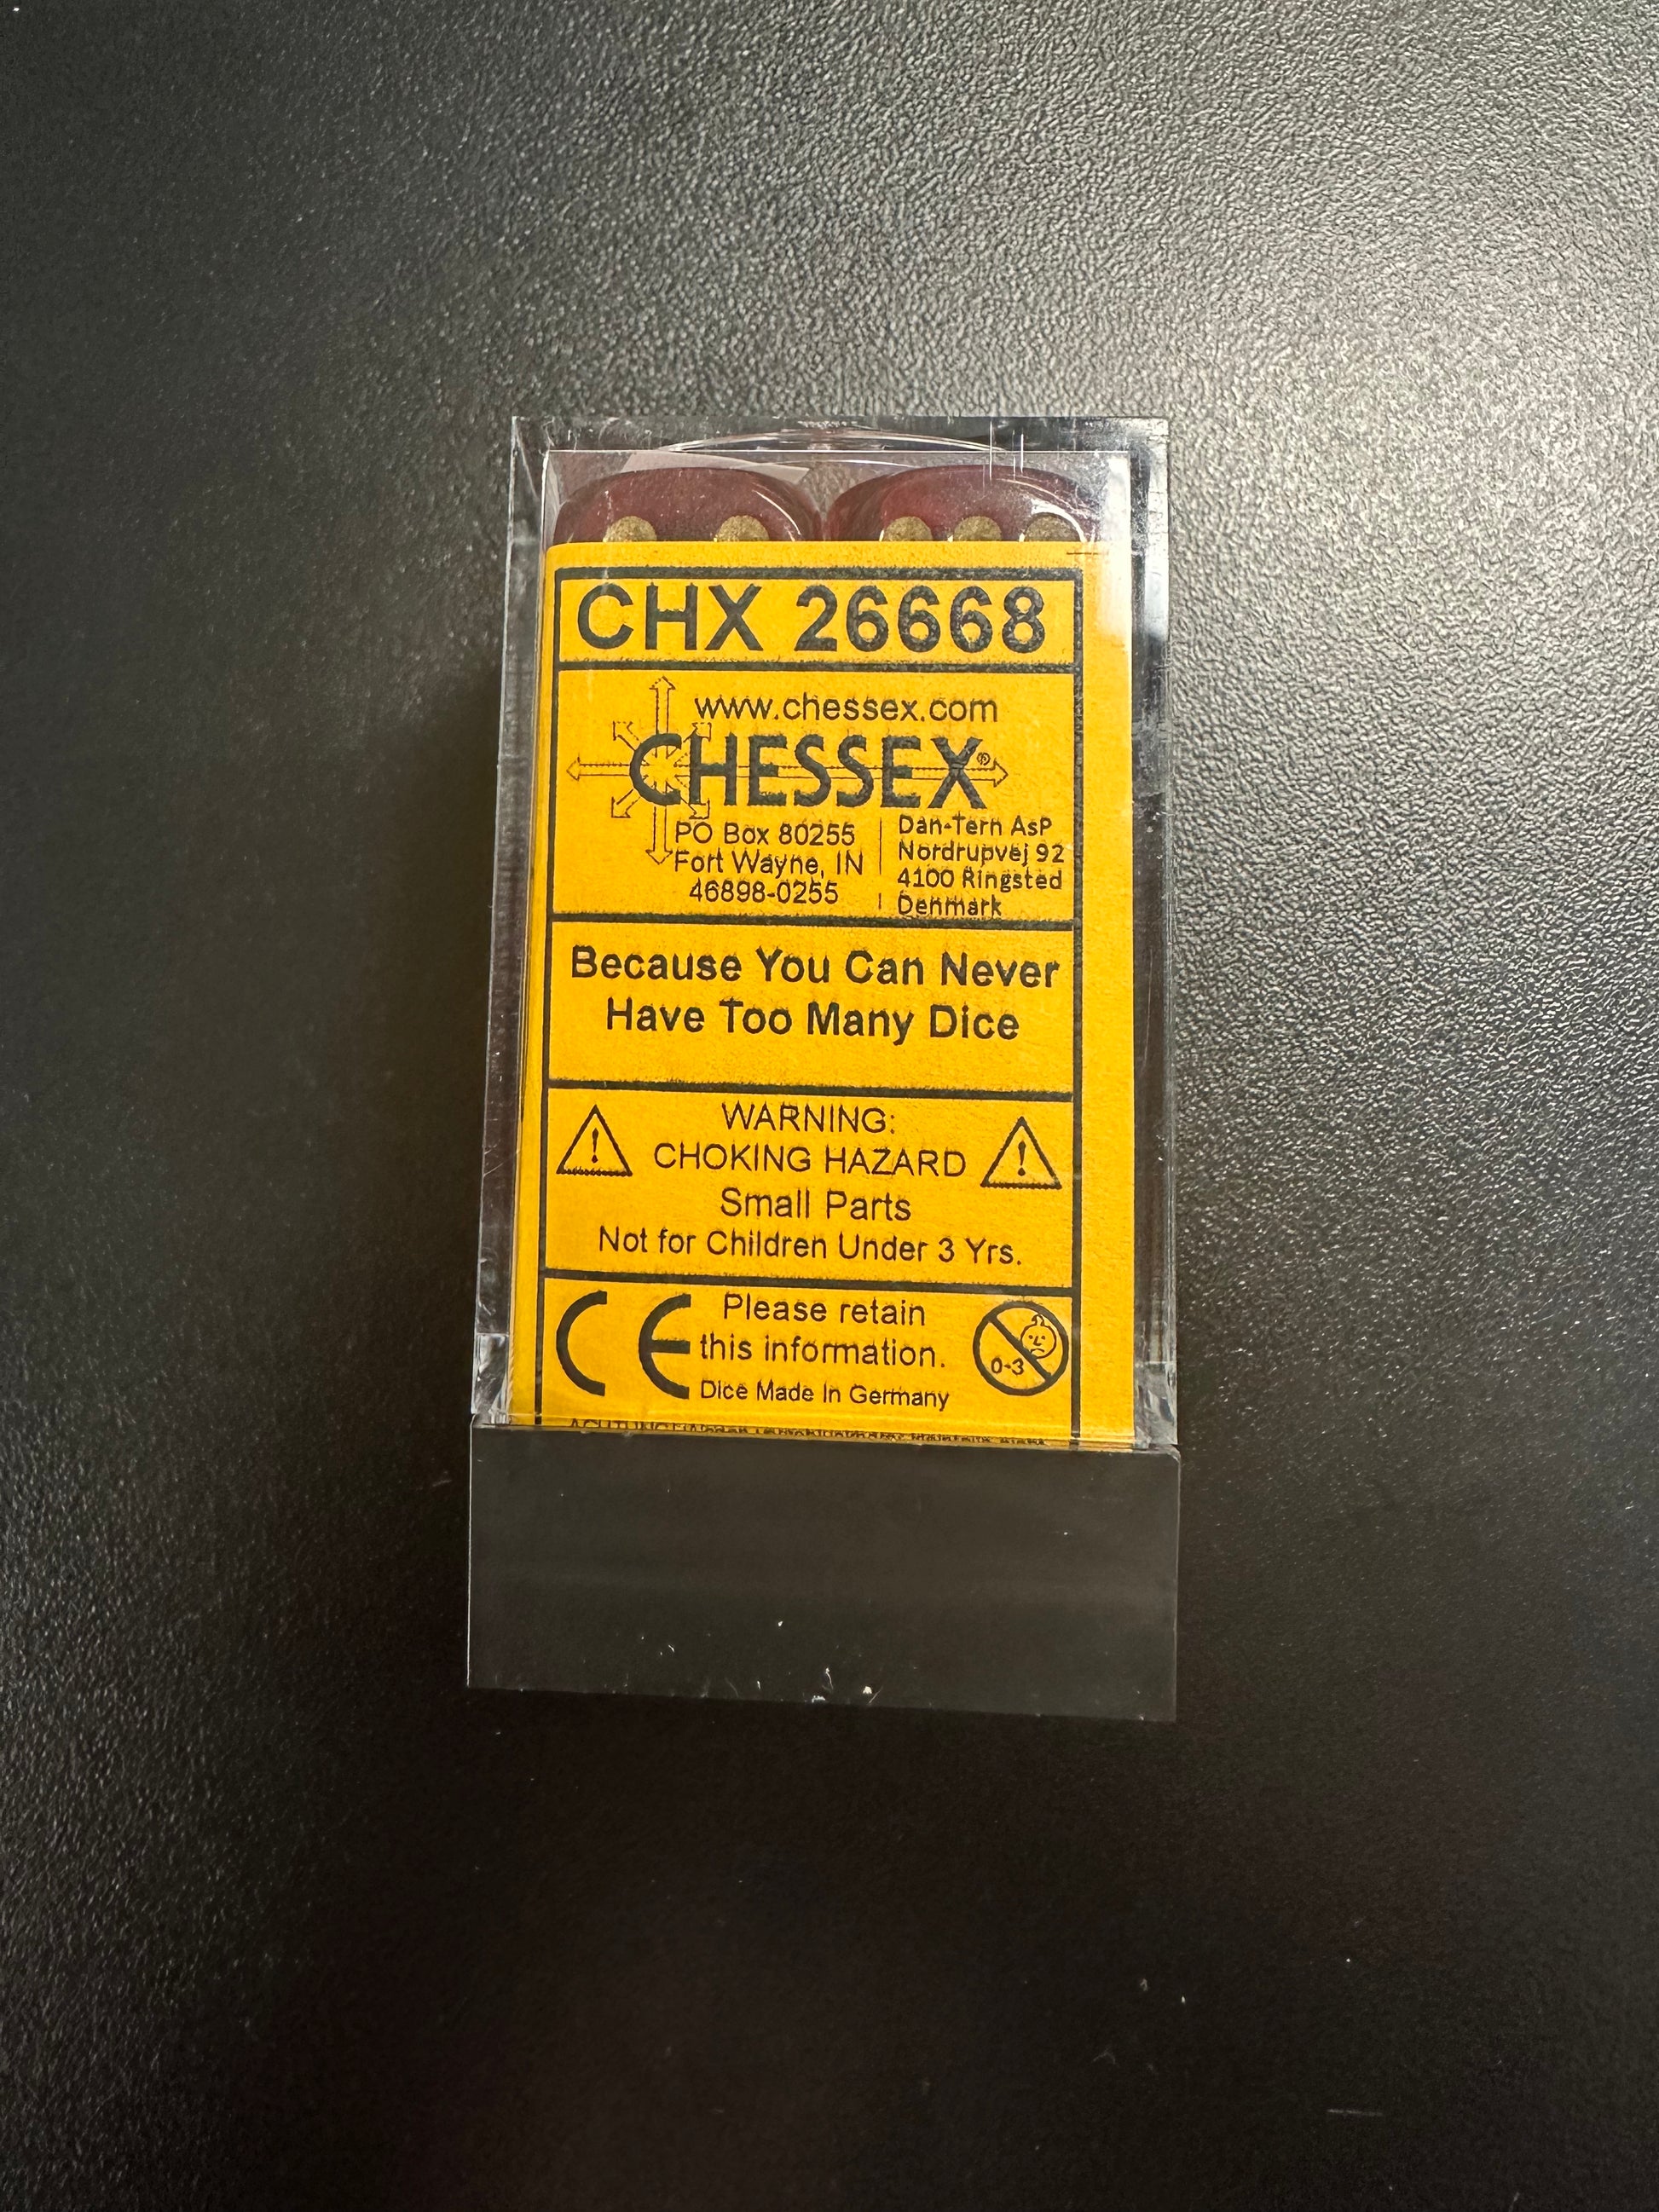 CHX 26668
www.chessex.com
CHESSEX®
PO Box 80255
Fort Wayne, IN
46898-0255
Dan-Tern AsP
Nordrupvej 92
4100 Ringsted
Denmark
Because You Can Never
Have Too Many Dice
WARNING:
CHOKING HAZARD
Small Parts
Not for Children Under 3 Yrs.
CE
Please retain
this information.
0-3
Dice Made In Germany